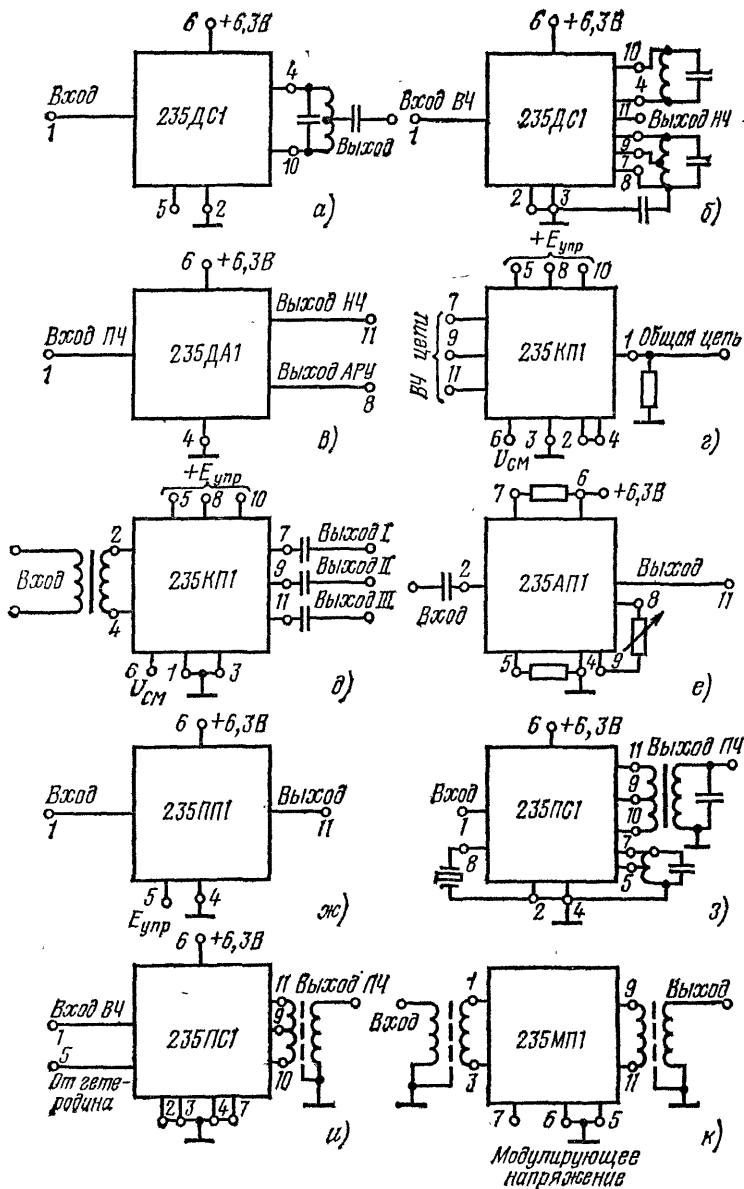 6 +6,3В
Вход
1
235ДС1
4
10
Выход
5
2
а)
6 +6,3В
Вход ВЧ
1
235ДС1
10
4
11
Выход НЧ
9
7
8
2
3
б)
6 +6,3В
Вход ПЧ
1
235ДА1
Выход НЧ
11
Выход АРУ
8
4
в)
+Eупр
5 8 10
ВЧ цепи
7
9
11
235КП1
1 Общая цепь
6 3 2 4
Uсм
г)
+Eупр
5 8 10
Вход
2
4
235КП1
7 Выход I
9 Выход II
11 Выход III
6 1 3
Uсм
д)
7
6
+6,3В
2
Вход
235АП1
Выход
11
8
5
4
9
е)
6 +6,3В
Вход
1
235ПП1
Выход
11
5
Eупр
4
ж)
6 +6,3В
Вход
1
8
235ПС1
11 Выход ПЧ
9
10
7
5
2
4
з)
6 +6,3В
Вход ВЧ
1
5
От гете-
родина
235ПС1
11 Выход ПЧ
9
10
2 3 4 7
и)
Вход
1
3
235МП1
9
11
Выход
7 6 5
Модулирующее
напряжение
к)